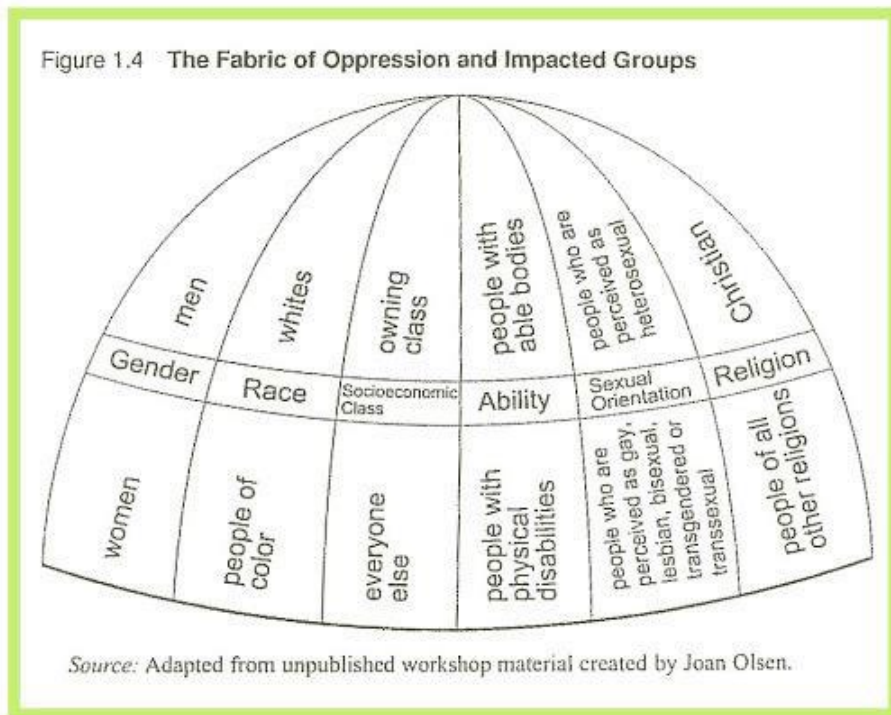 Figure 1.4 The Fabric of Oppression and Impacted Groups
men
whites
owning
class
people with
able bodies
people who are
perceived as
heterosexual
Christian
Gender
Race
Socioeconomic
Class
Ability
Sexual
Orientation
Religion
women
people of
color
everyone
else
people with
physical
disabilities
people who are
perceived as gay,
lesbian, bisexual,
transgendered or
transsexual
people of all
other religions
Source: Adapted from unpublished workshop material created by Joan Olsen.